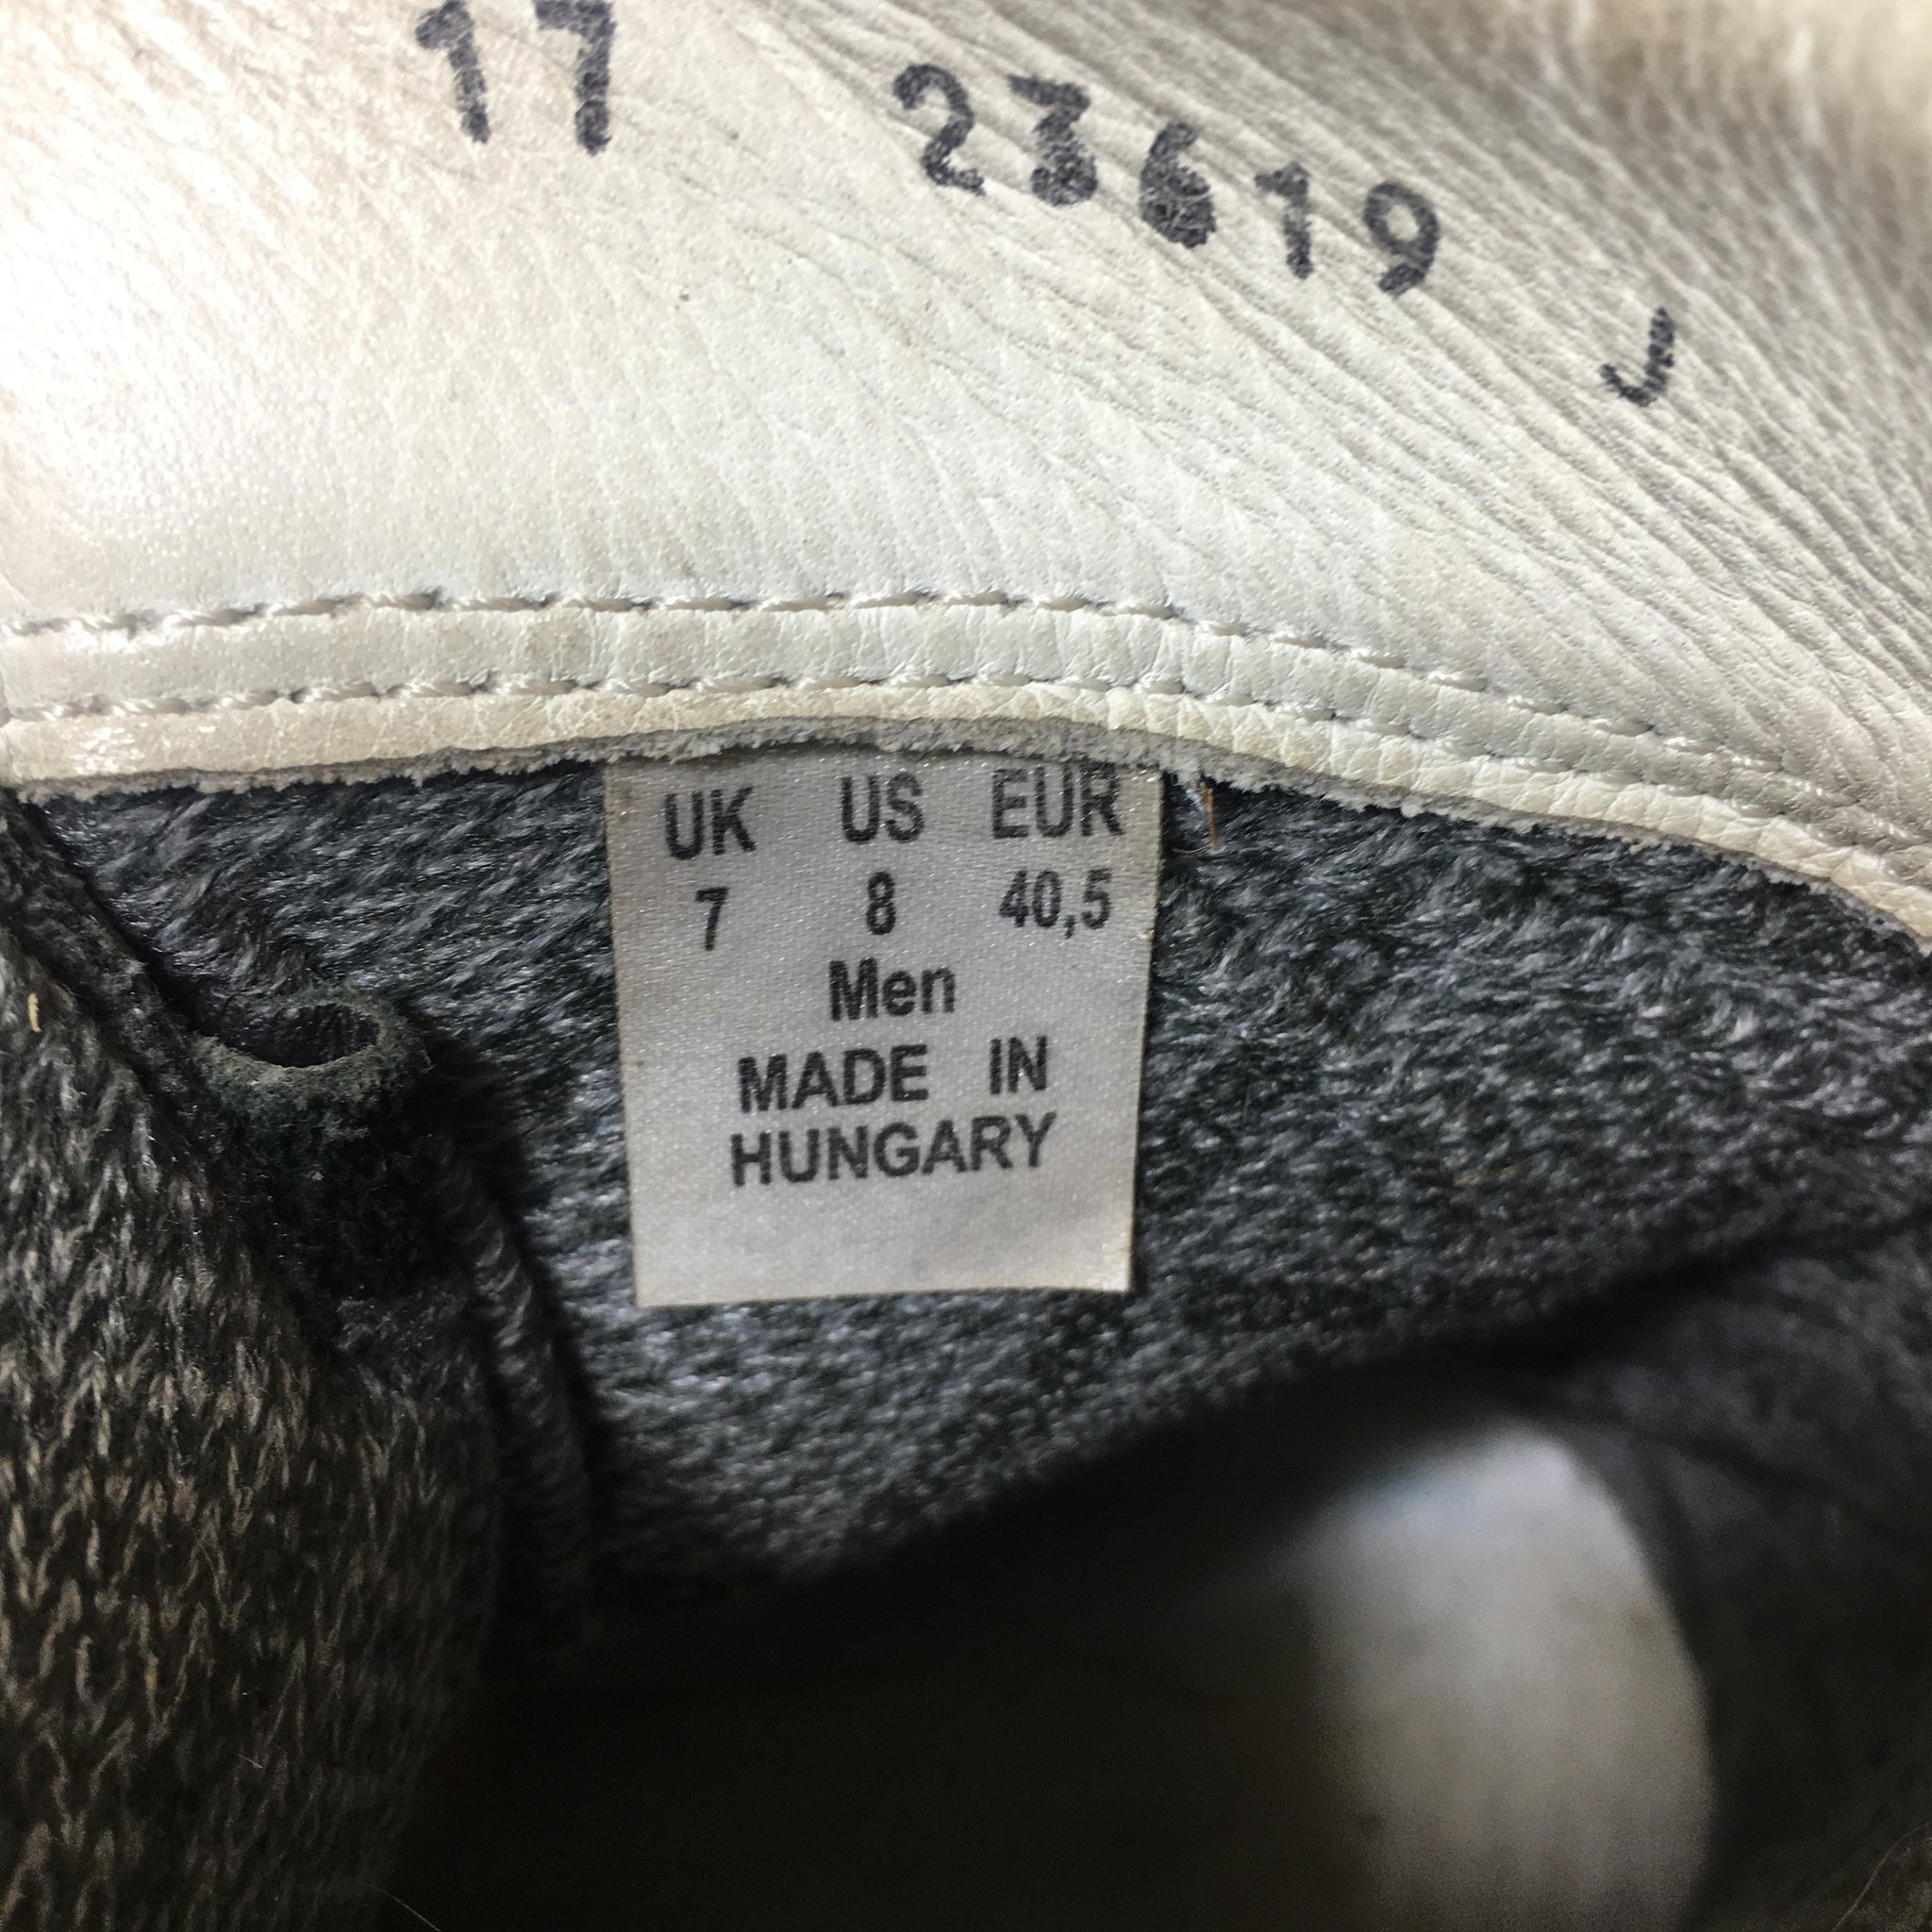 17 23619 J
UK US EUR
7 8 40,5
Men
MADE IN
HUNGARY